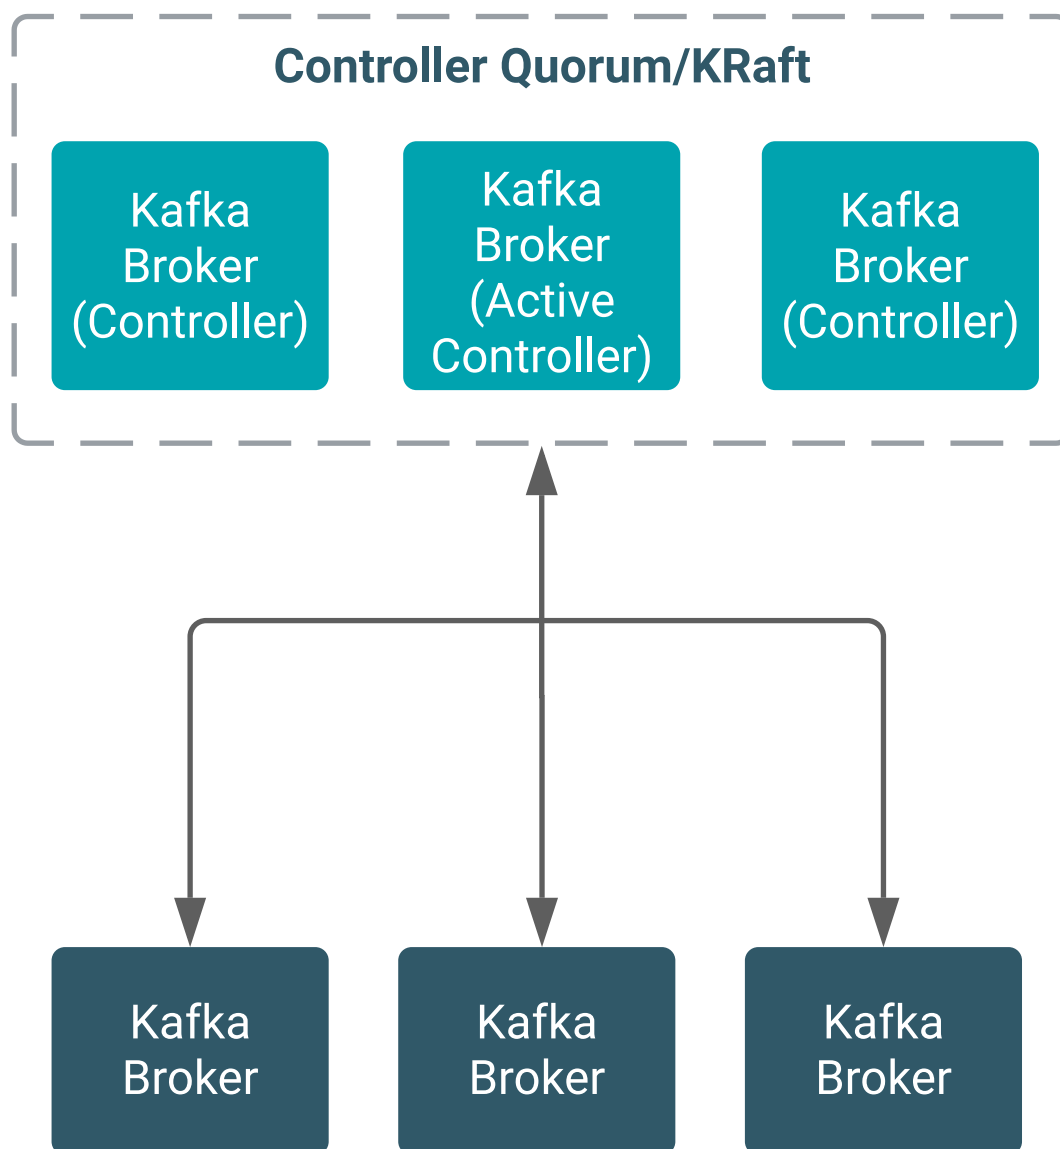 Controller Quorum/KRaft
Kafka
Broker
(Controller)
Kafka
Broker
(Active
Controller)
Kafka
Broker
(Controller)
Kafka
Broker
Kafka
Broker
Kafka
Broker